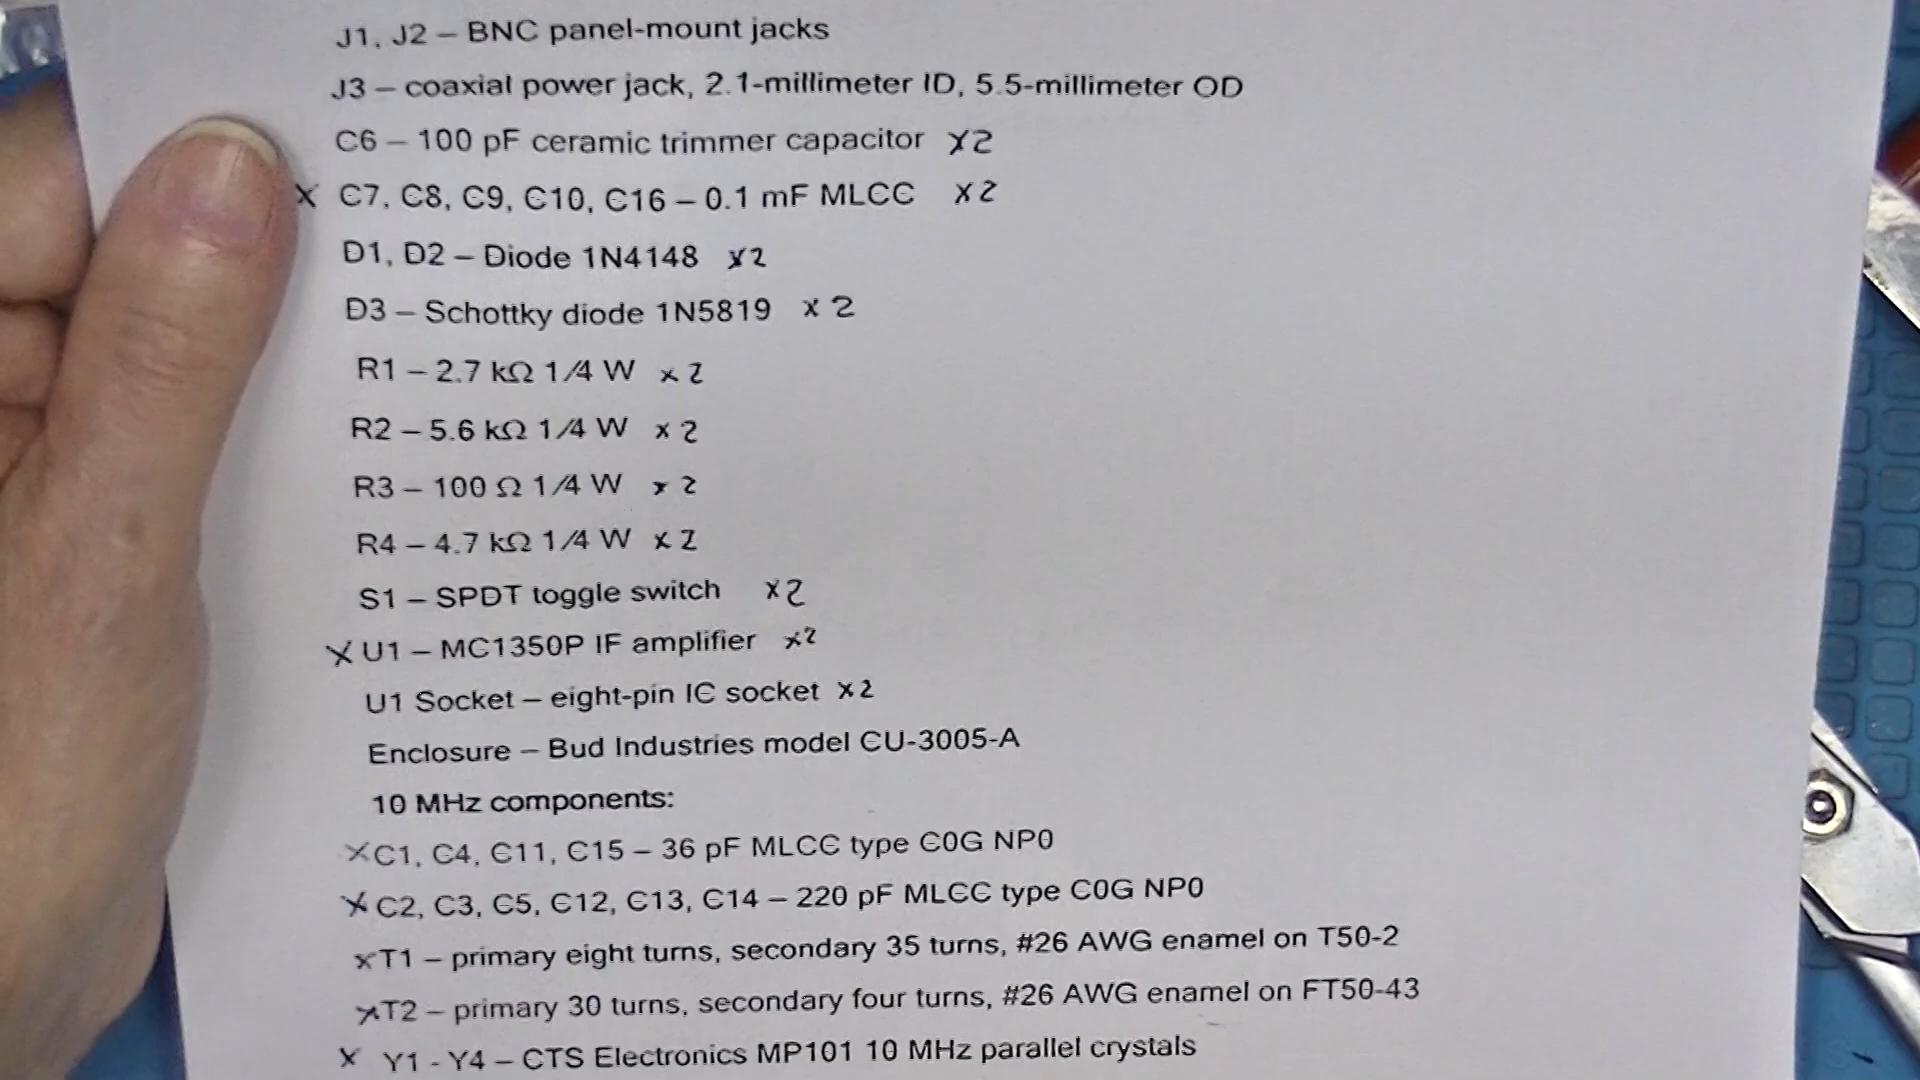 J1, J2 – BNC panel-mount jacks
J3 – coaxial power jack, 2.1-millimeter ID, 5.5-millimeter OD
C6 – 100 pF ceramic trimmer capacitor x2
x C7, C8, C9, C10, C16 – 0.1 mF MLCC x2
D1, D2 – Diode 1N4148 x2
D3 – Schottky diode 1N5819 x 2
R1 – 2.7 kΩ 1/4 W x 2
R2 – 5.6 kΩ 1/4 W x 2
R3 – 100 Ω 1/4 W x 2
R4 – 4.7 kΩ 1/4 W x 2
S1 – SPDT toggle switch x2
x U1 – MC1350P IF amplifier x2
U1 Socket – eight-pin IC socket x2
Enclosure – Bud Industries model CU-3005-A
10 MHz components:
x C1, C4, C11, C15 – 36 pF MLCC type C0G NP0
x C2, C3, C5, C12, C13, C14 – 220 pF MLCC type C0G NP0
x T1 – primary eight turns, secondary 35 turns, #26 AWG enamel on T50-2
x T2 – primary 30 turns, secondary four turns, #26 AWG enamel on FT50-43
x Y1 - Y4 – CTS Electronics MP101 10 MHz parallel crystals